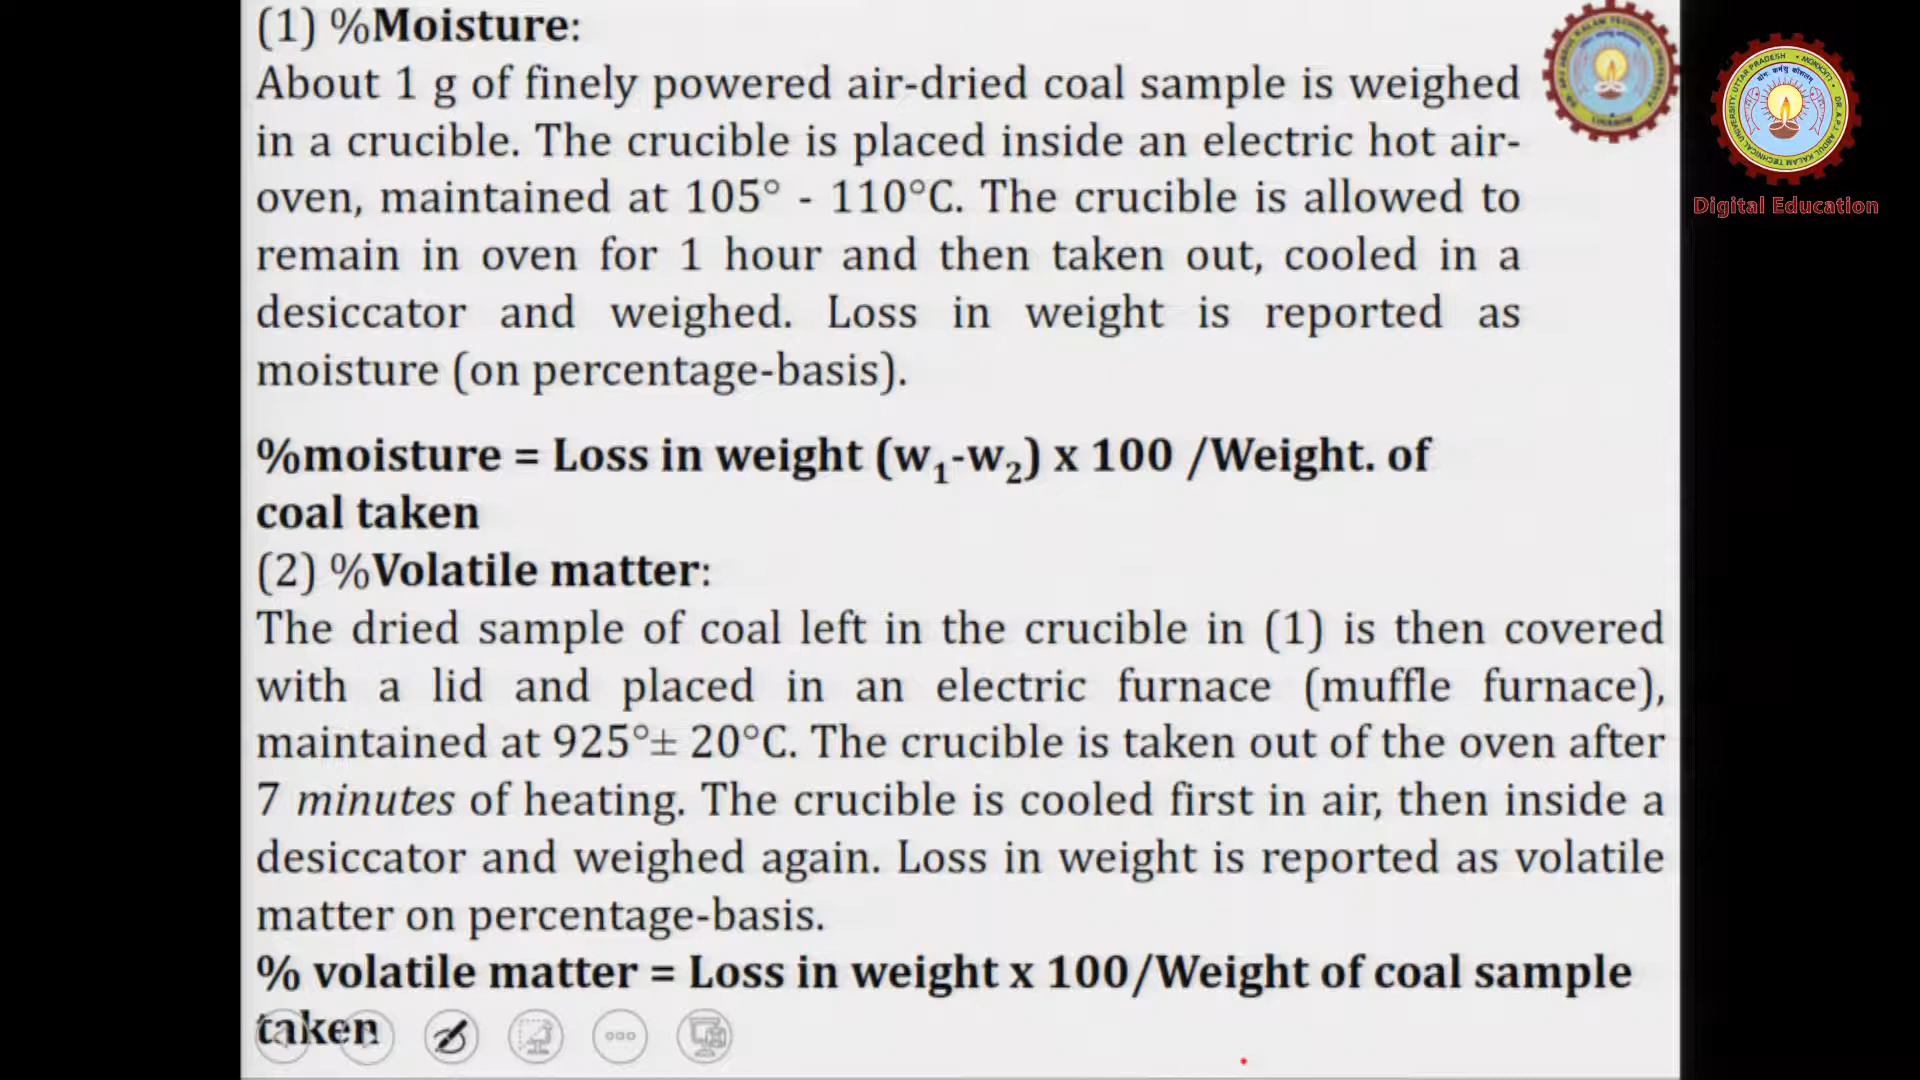 (1) %Moisture:
About 1 g of finely powered air-dried coal sample is weighed
in a crucible. The crucible is placed inside an electric hot air-
oven, maintained at 105° - 110°C. The crucible is allowed to
remain in oven for 1 hour and then taken out, cooled in a
desiccator and weighed. Loss in weight is reported as
moisture (on percentage-basis).
%moisture = Loss in weight (w₁-w₂) x 100 /Weight. of
coal taken
(2) %Volatile matter:
The dried sample of coal left in the crucible in (1) is then covered
with a lid and placed in an electric furnace (muffle furnace),
maintained at 925°± 20°C. The crucible is taken out of the oven after
7 minutes of heating. The crucible is cooled first in air, then inside a
desiccator and weighed again. Loss in weight is reported as volatile
matter on percentage-basis.
% volatile matter = Loss in weight x 100/Weight of coal sample
taken
DR. A.P.J. ABDUL KALAM TECHNICAL UNIVERSITY, UTTAR PRADESH
Digital Education